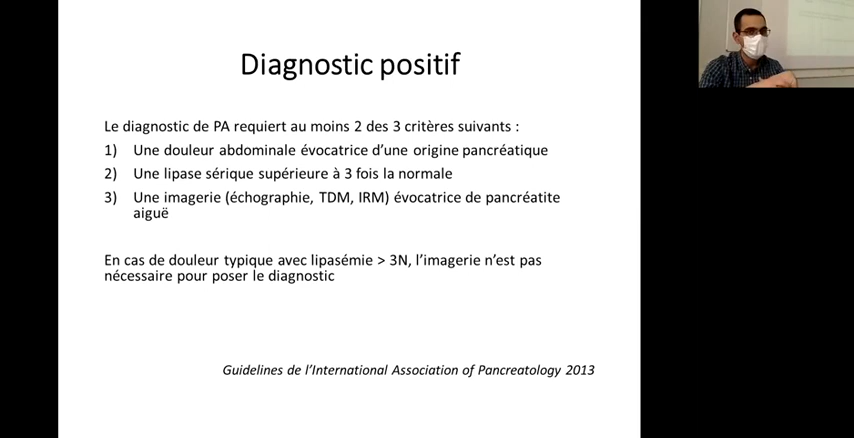 Diagnostic positif
Le diagnostic de PA requiert au moins 2 des 3 critères suivants :
1) Une douleur abdominale évocatrice d'une origine pancréatique
2) Une lipase sérique supérieure à 3 fois la normale
3) Une imagerie (échographie, TDM, IRM) évocatrice de pancréatite
aiguë
En cas de douleur typique avec lipasémie > 3N, l'imagerie n'est pas
nécessaire pour poser le diagnostic
Guidelines de l'International Association of Pancreatology 2013